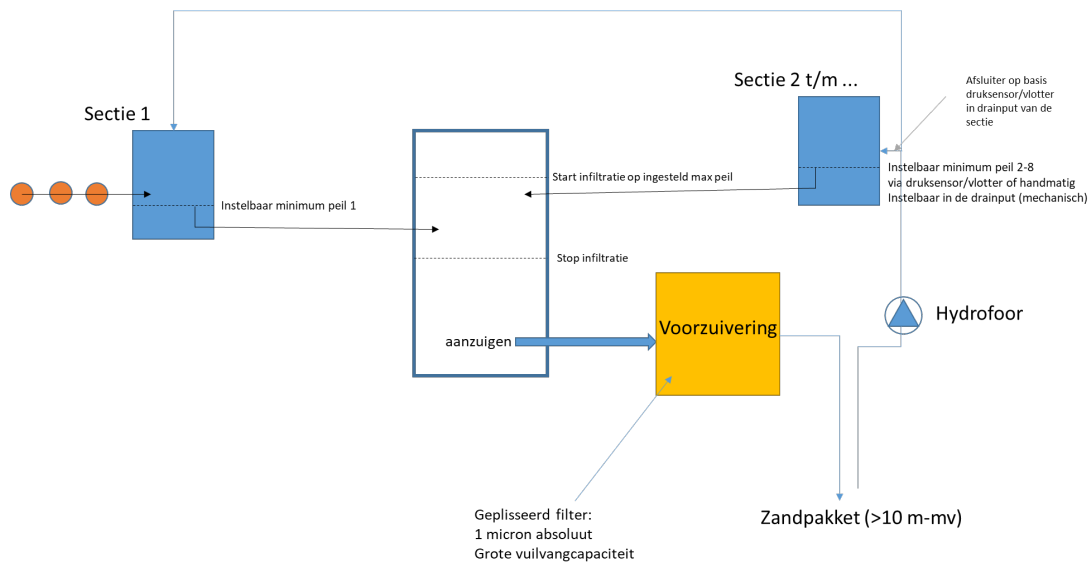 Sectie 1
Instelbaar minimum peil 1
Start infiltratie op ingesteld max peil
Stop infiltratie
aanzuigen
Sectie 2 t/m ...
Afsluiter op basis
druksensor/vlotter
in drainput van de
sectie
Instelbaar minimum peil 2-8
via druksensor/vlotter of handmatig
Instelbaar in de drainput (mechanisch)
Voorzuivering
Hydrofoor
Geplisseerd filter:
1 micron absoluut
Grote vuilvangcapaciteit
Zandpakket (>10 m-mv)